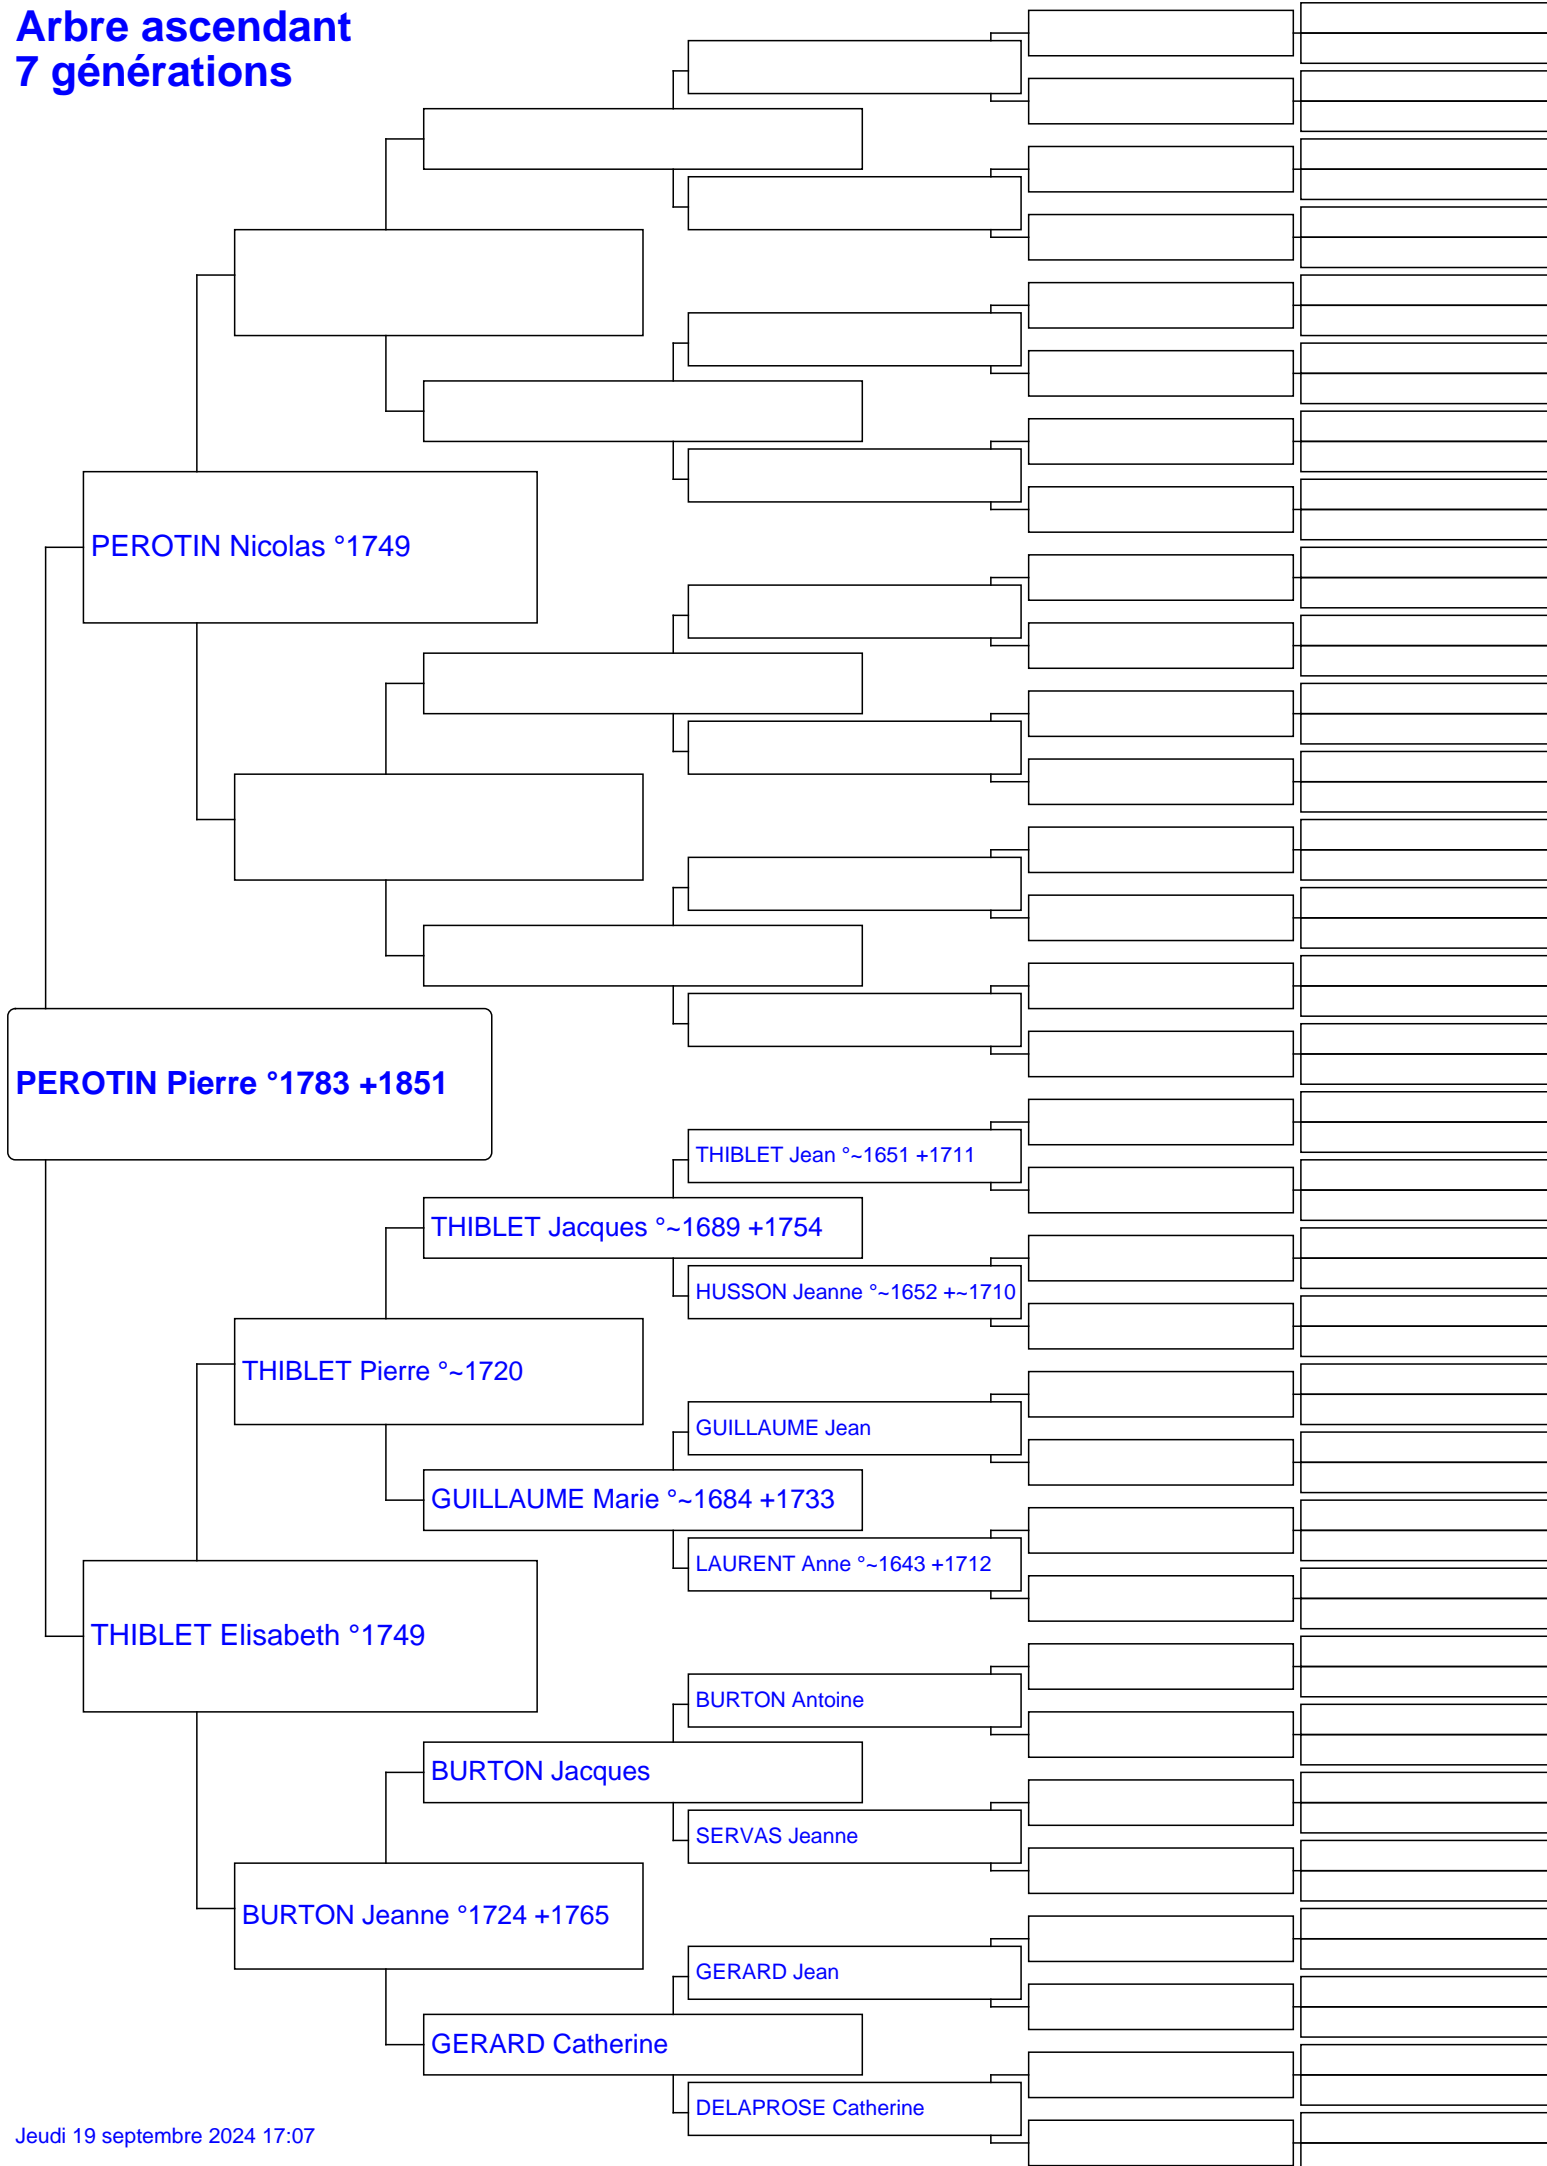 Arbre ascendant
7 générations
PEROTIN Nicolas °1749
PEROTIN Pierre °1783 +1851
THIBLET Jean °~1651 +1711
THIBLET Jacques °~1689 +1754
HUSSON Jeanne °~1652 +~1710
THIBLET Pierre °~1720
GUILLAUME Jean
GUILLAUME Marie °~1684 +1733
LAURENT Anne °~1643 +1712
THIBLET Elisabeth °1749
BURTON Antoine
BURTON Jacques
SERVAS Jeanne
BURTON Jeanne °1724 +1765
GERARD Jean
GERARD Catherine
DELAPROSE Catherine
Jeudi 19 septembre 2024 17:07